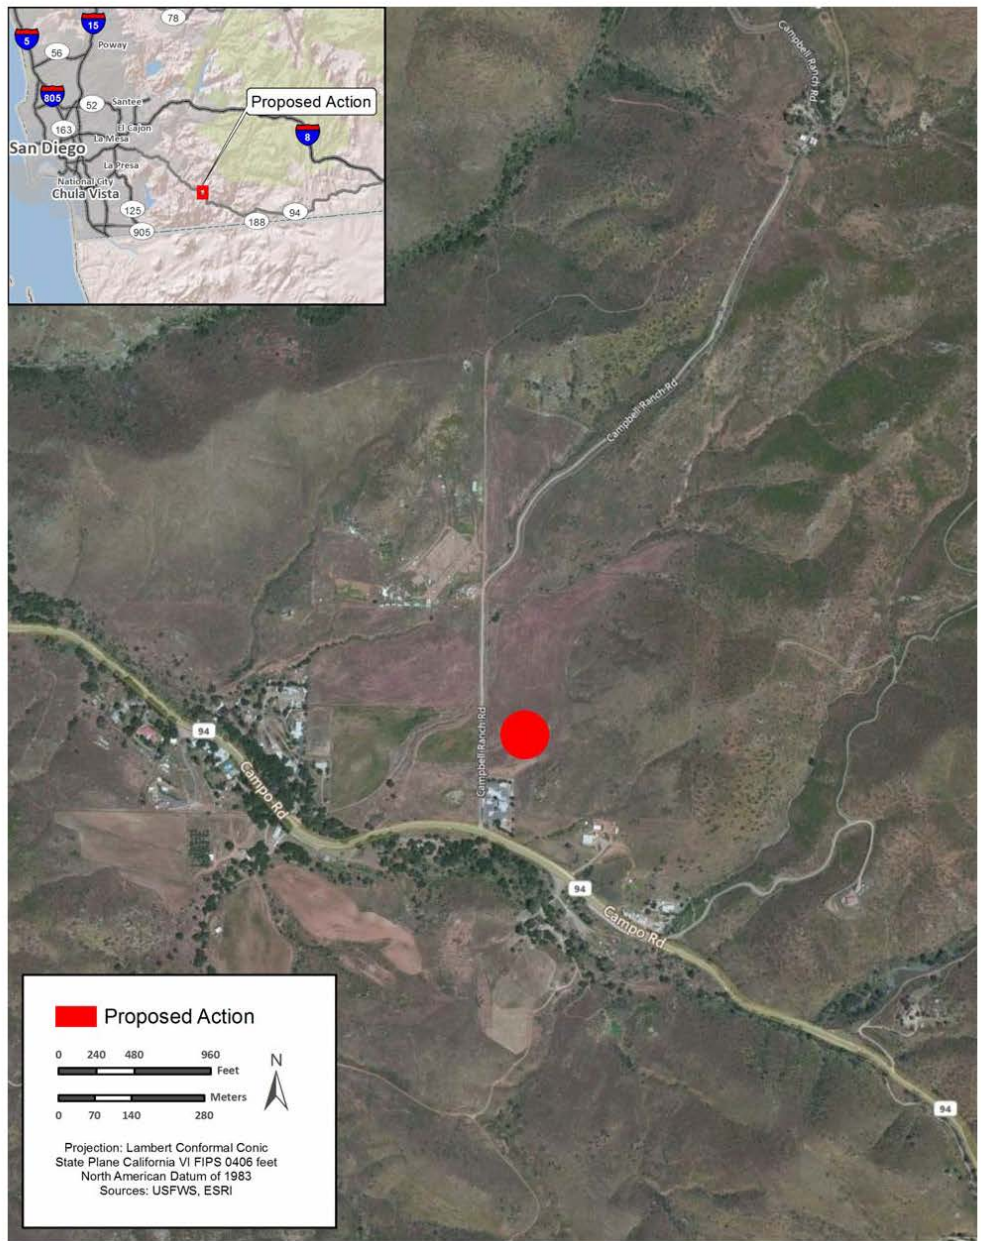 78
15
5
Poway
56
Proposed Action
805
52
Santee
8
163
El Cajon
La Mesa
San Diego
La Presa
National City
Chula Vista
125
188
94
905
Campbell Ranch Rd
Campbell Ranch Rd
Campbell Ranch Rd
94
Campo Rd
94
Campo Rd
94
Proposed Action
0 240 480 960
Feet
Meters
0 70 140 280
N
Projection: Lambert Conformal Conic
State Plane California VI FIPS 0406 feet
North American Datum of 1983
Sources: USFWS, ESRI